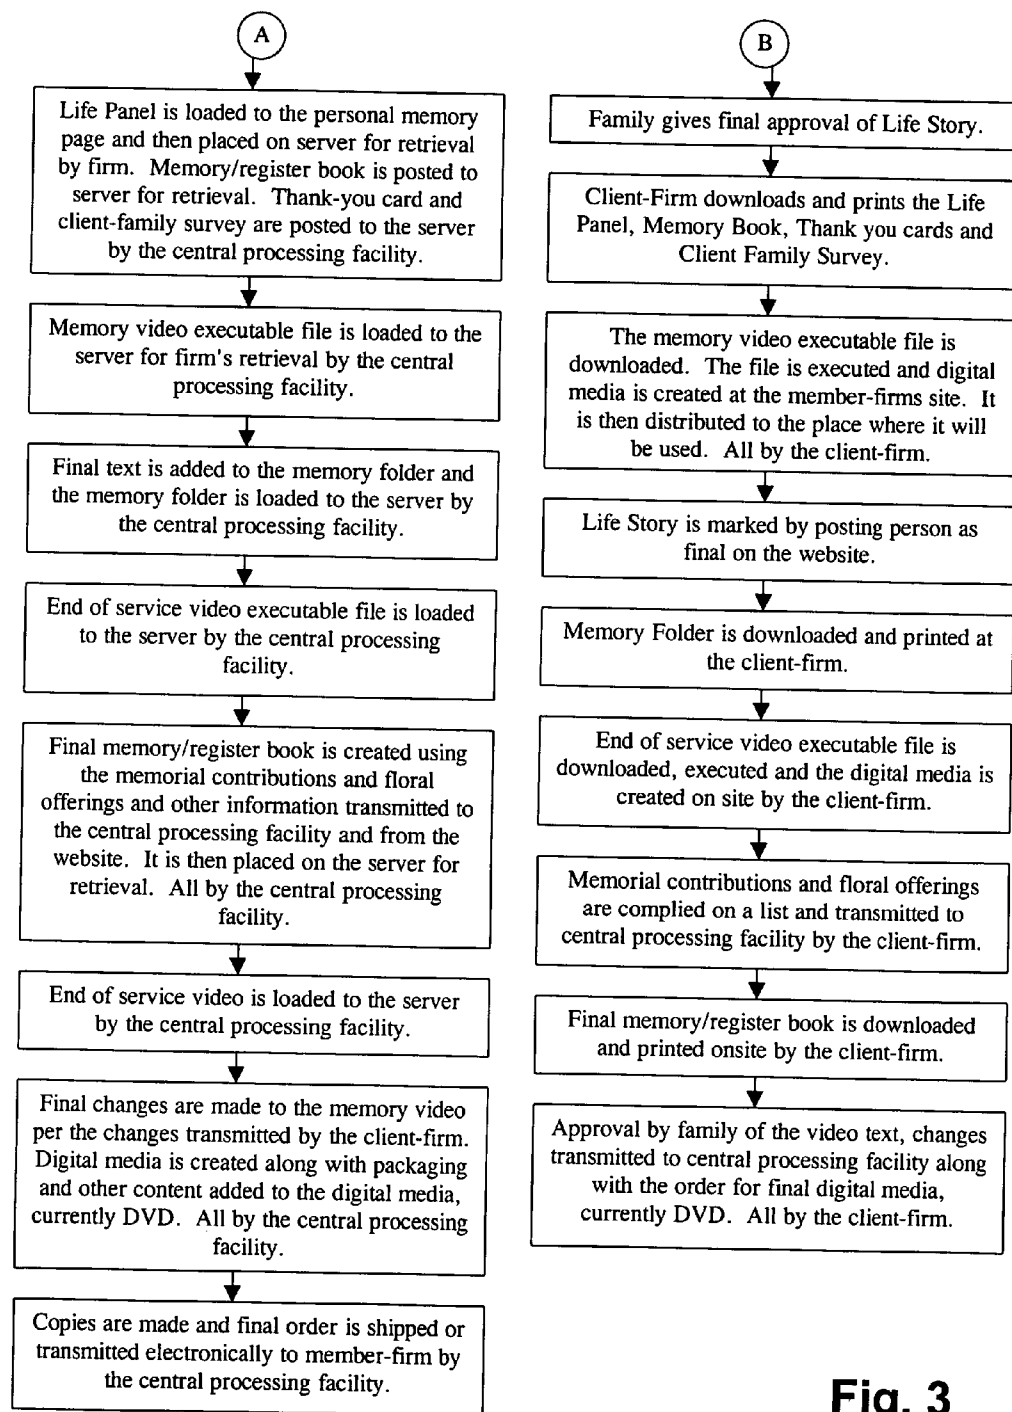 A
Life Panel is loaded to the personal memory
page and then placed on server for retrieval
by firm. Memory/register book is posted to
server for retrieval. Thank-you card and
client-family survey are posted to the server
by the central processing facility.
Memory video executable file is loaded to the
server for firm's retrieval by the central
processing facility.
Final text is added to the memory folder and
the memory folder is loaded to the server by
the central processing facility.
End of service video executable file is loaded
to the server by the central processing
facility.
Final memory/register book is created using
the memorial contributions and floral
offerings and other information transmitted to
the central processing facility and from the
website. It is then placed on the server for
retrieval. All by the central processing
facility.
End of service video is loaded to the server
by the central processing facility.
Final changes are made to the memory video
per the changes transmitted by the client-firm.
Digital media is created along with packaging
and other content added to the digital media,
currently DVD. All by the central processing
facility.
Copies are made and final order is shipped or
transmitted electronically to member-firm by
the central processing facility.
B
Family gives final approval of Life Story.
Client-Firm downloads and prints the Life
Panel, Memory Book, Thank you cards and
Client Family Survey.
The memory video executable file is
downloaded. The file is executed and digital
media is created at the member-firms site. It
is then distributed to the place where it will
be used. All by the client-firm.
Life Story is marked by posting person as
final on the website.
Memory Folder is downloaded and printed at
the client-firm.
End of service video executable file is
downloaded, executed and the digital media is
created on site by the client-firm.
Memorial contributions and floral offerings
are complied on a list and transmitted to
central processing facility by the client-firm.
Final memory/register book is downloaded
and printed onsite by the client-firm.
Approval by family of the video text, changes
transmitted to central processing facility along
with the order for final digital media,
currently DVD. All by the client-firm.
Fig. 3